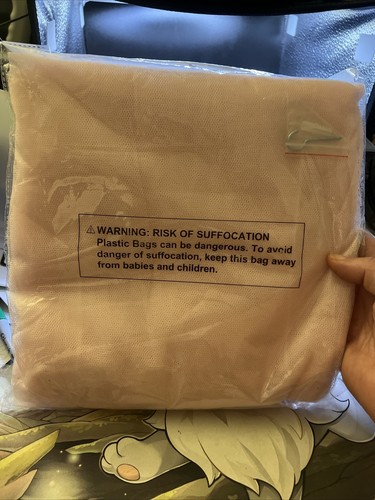 ⚠WARNING: RISK OF SUFFOCATION
Plastic Bags can be dangerous. To avoid
danger of suffocation, keep this bag away
from babies and children.